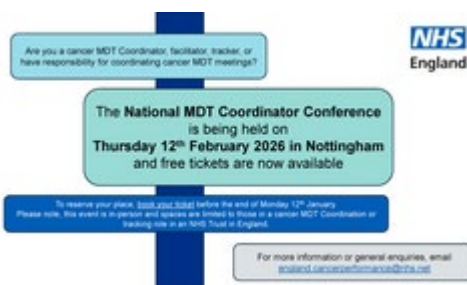 Are you a cancer MDT Coordinator, facilitator, tracker, or
have responsibility for coordinating cancer MDT meetings?
NHS
England
The National MDT Coordinator Conference
is being held on
Thursday 12th February 2026 in Nottingham
and free tickets are now available
To reserve your place, book your ticket before the end of Monday 12th January.
Please note, this event is in-person and spaces are limited to those in a cancer MDT Coordination or
tracking role in an NHS Trust in England.
For more information or general enquiries, email
england.cancerperformance@nhs.net